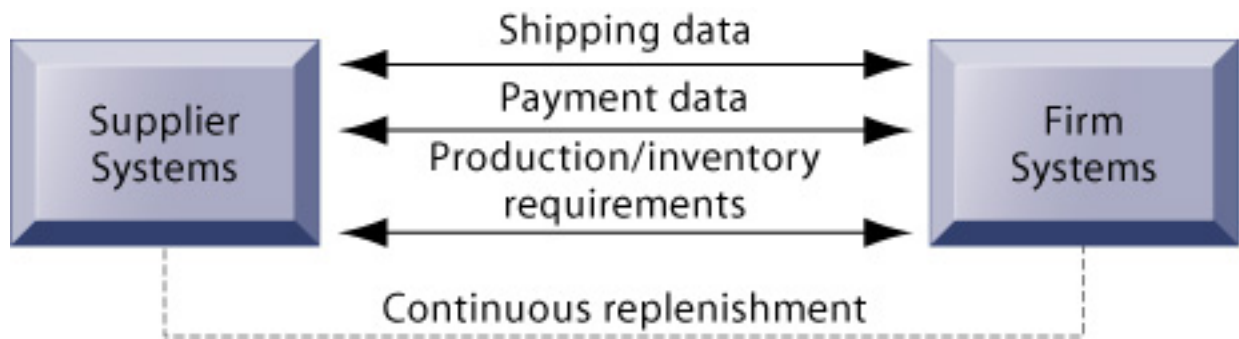 Shipping data
Supplier
Systems
Payment data
Production/inventory
requirements
Firm
Systems
Continuous replenishment